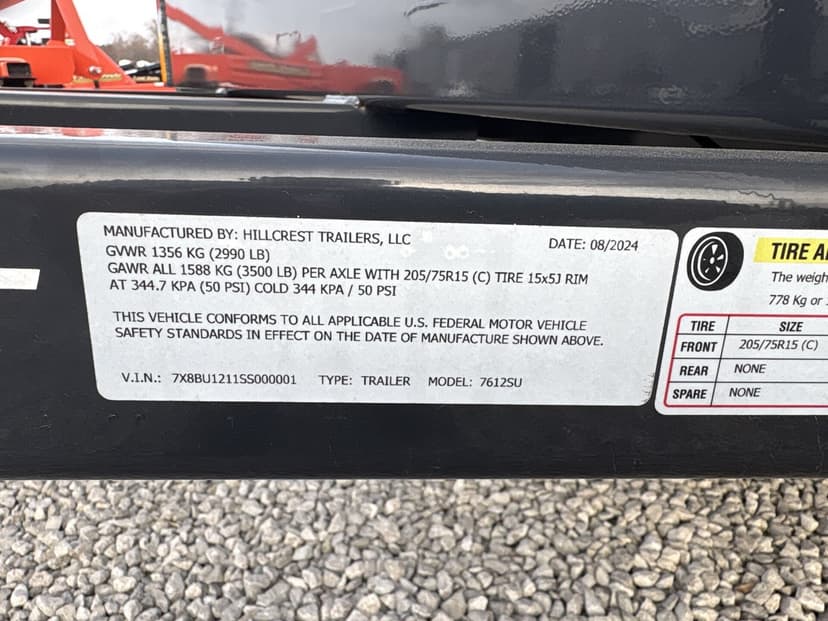 MANUFACTURED BY: HILLCREST TRAILERS, LLC
DATE: 08/2024
GVWR 1356 KG (2990 LB)
GAWR ALL 1588 KG (3500 LB) PER AXLE WITH 205/75R15 (C) TIRE 15x5J RIM
AT 344.7 KPA (50 PSI) COLD 344 KPA / 50 PSI
THIS VEHICLE CONFORMS TO ALL APPLICABLE U.S. FEDERAL MOTOR VEHICLE
SAFETY STANDARDS IN EFFECT ON THE DATE OF MANUFACTURE SHOWN ABOVE.
V.I.N.: 7X8BU1211SS000001 TYPE: TRAILER MODEL: 7612SU
TIRE
The weigh
778 Kg or
TIRE SIZE
FRONT 205/75R15 (C)
REAR NONE
SPARE NONE